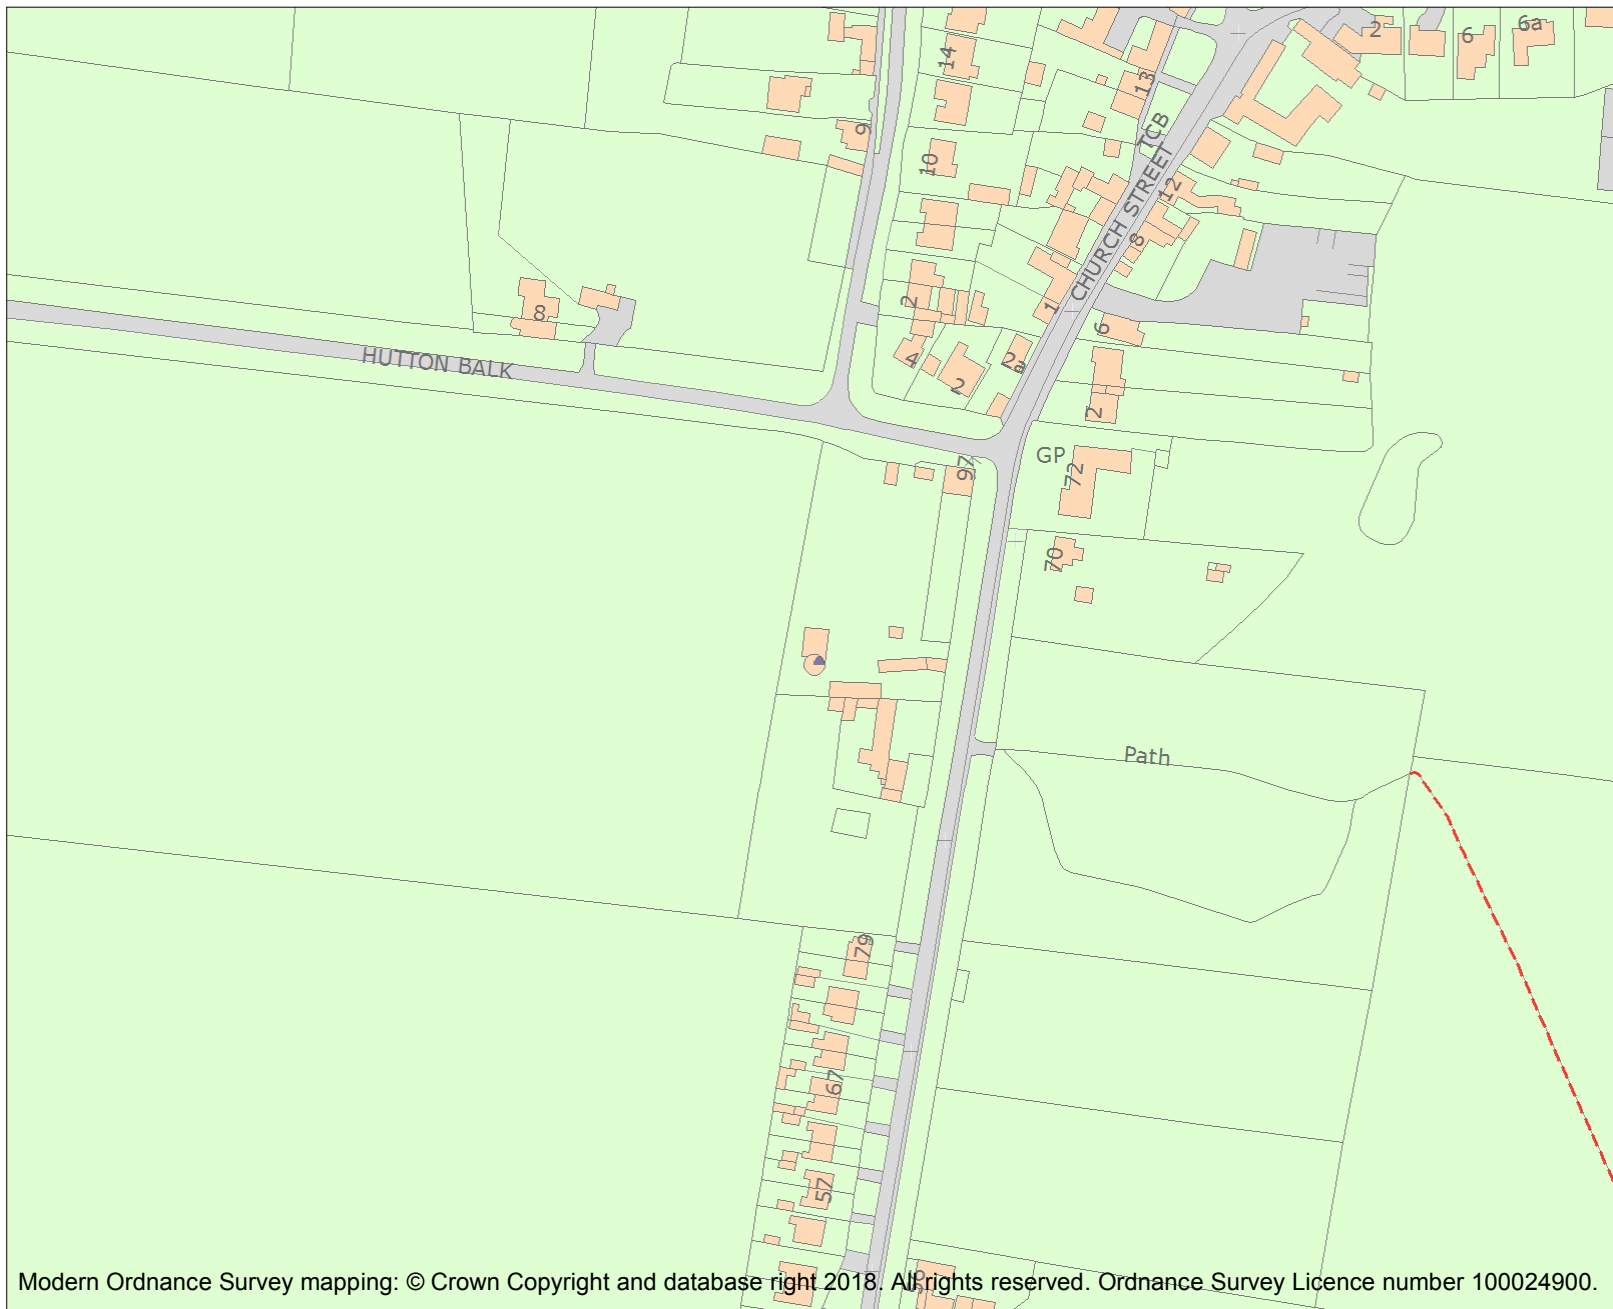 2
6
6a
14
13
TCB
9
10
CHURCH STREET
12
8
2
1
8
6
HUTTON BALK
4
2
2a
2
GP
97
72
70
Path
79
67
57
Modern Ordnance Survey mapping: © Crown Copyright and database right 2018. All rights reserved. Ordnance Survey Licence number 100024900.